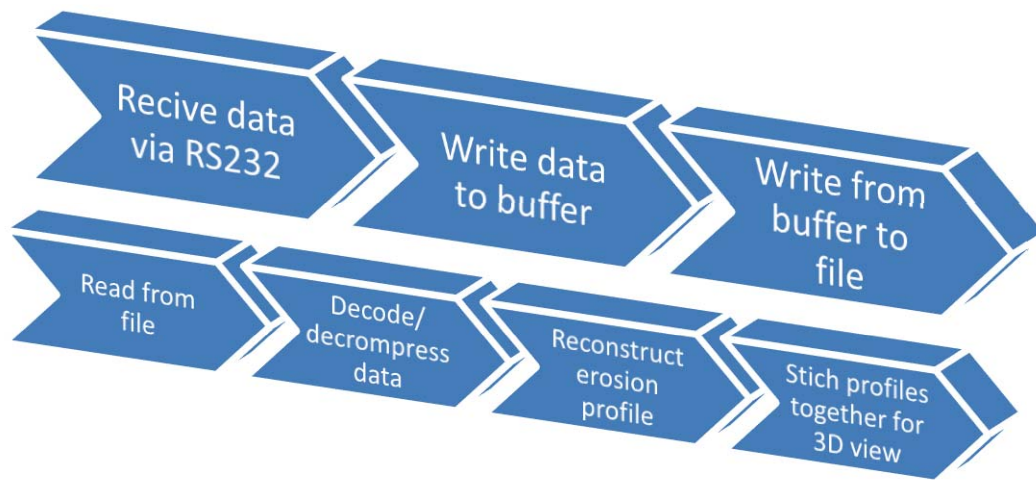 Recive data
via RS232
Write data
to buffer
Write from
buffer to
file
Read from
file
Decode/
decrompress
data
Reconstruct
erosion
profile
Stich profiles
together for
3D view